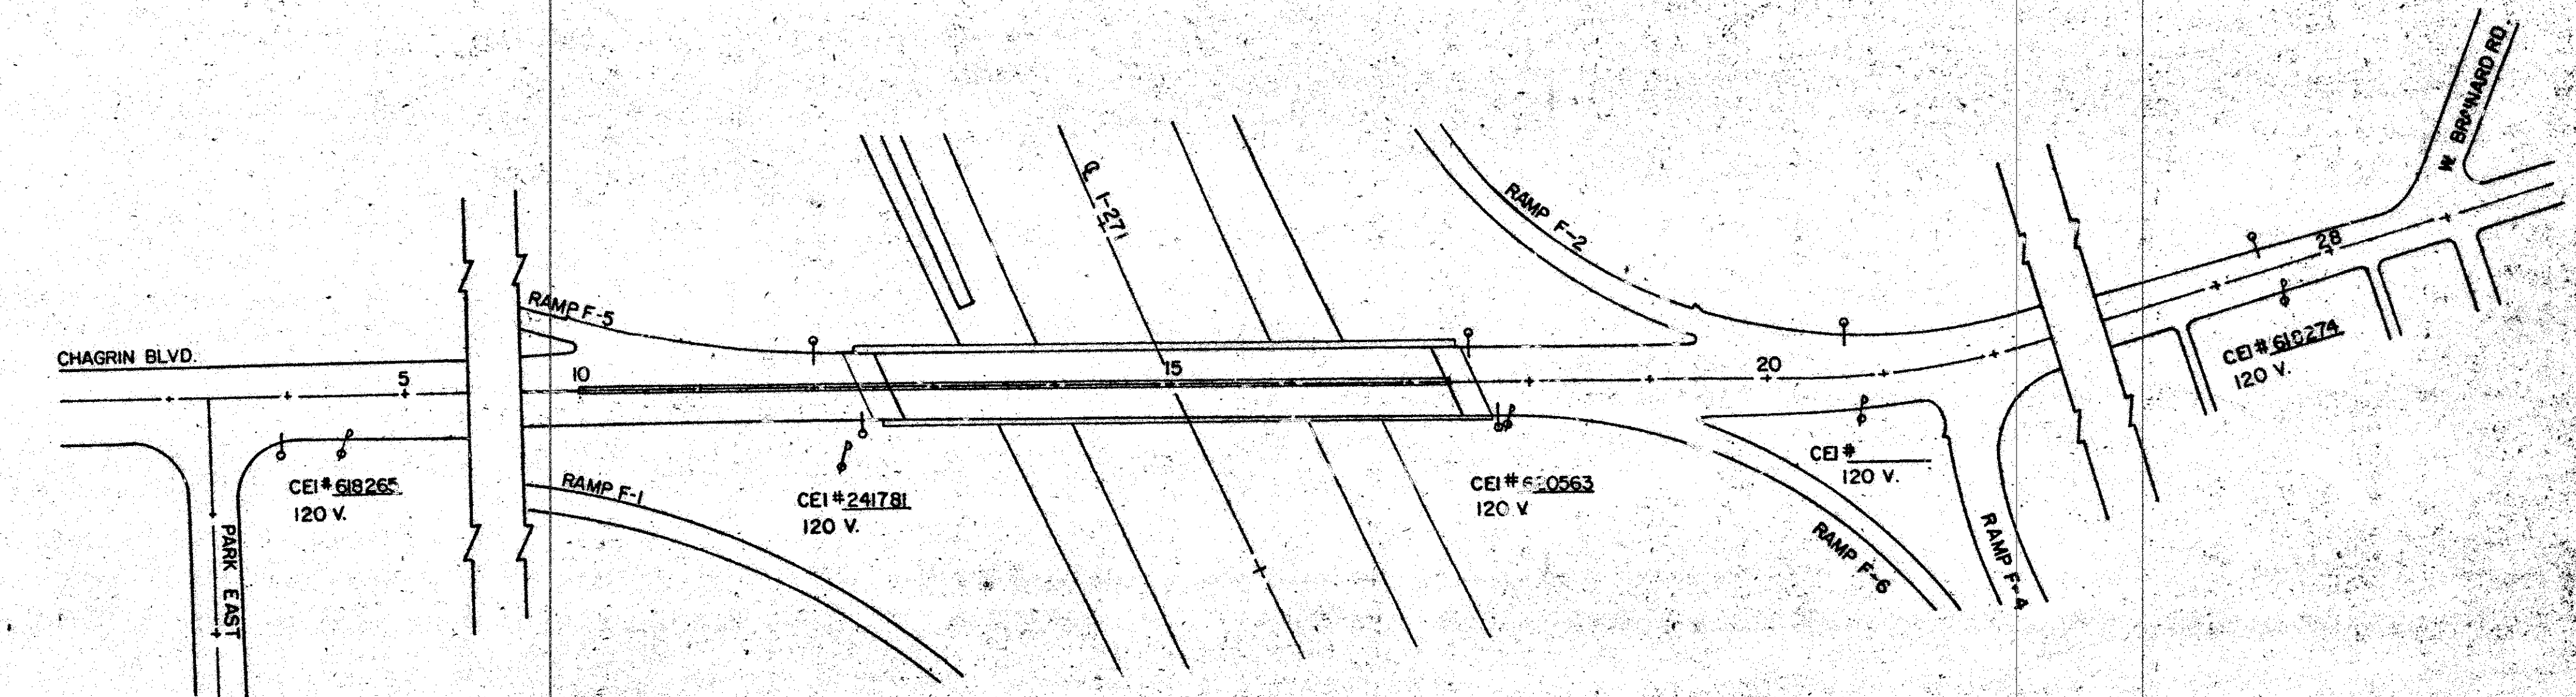 CHAGRIN BLVD.
5
CEI # 618265
120 V.
PARK EAST
RAMP F-5
10
RAMP F-1
CEI # 241781
120 V.
℄ I-271
15
CEI # 620563
120 V.
RAMP F-2
20
CEI #
120 V.
RAMP F-6
RAMP F-4
28
CEI # 618274
120 V.
W. BRAINARD RD.